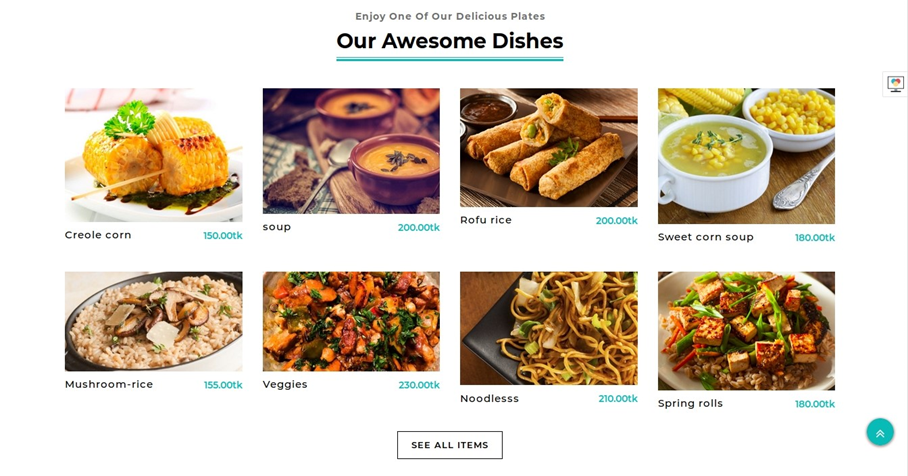 Enjoy One Of Our Delicious Plates
Our Awesome Dishes
Creole corn 150.00tk
soup 200.00tk
Rofu rice 200.00tk
Sweet corn soup 180.00tk
Mushroom-rice 155.00tk
Veggies 230.00tk
Noodlesss 210.00tk
Spring rolls 180.00tk
SEE ALL ITEMS